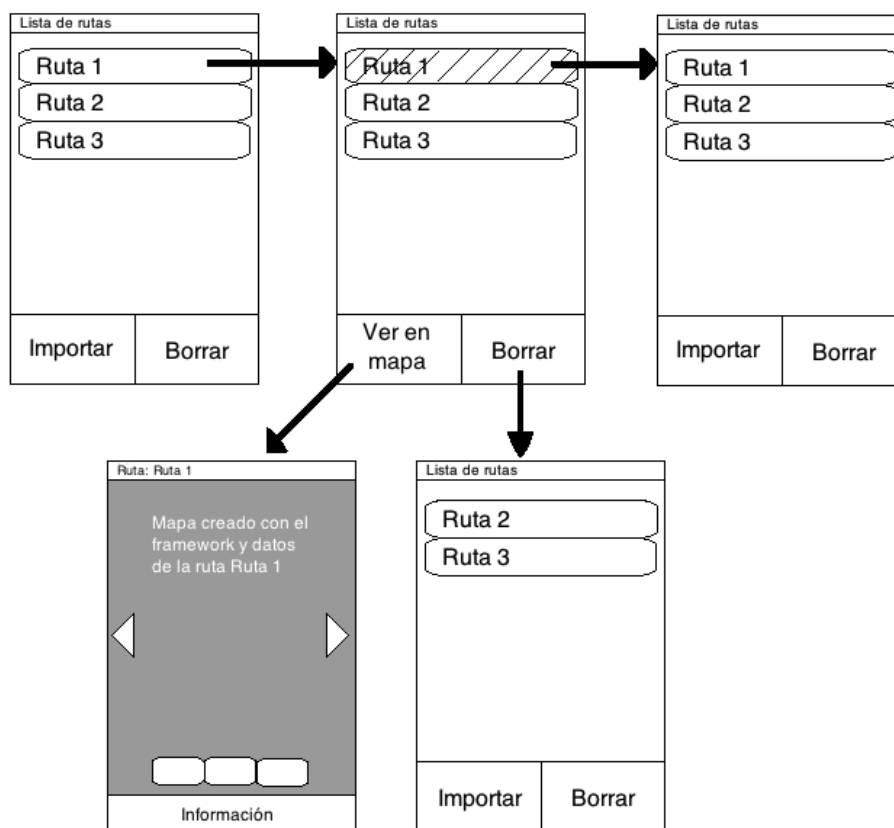 Lista de rutas
Ruta 1
Ruta 2
Ruta 3
Importar
Borrar
Lista de rutas
Ruta 1
Ruta 2
Ruta 3
Ver en
mapa
Borrar
Lista de rutas
Ruta 1
Ruta 2
Ruta 3
Importar
Borrar
Ruta: Ruta 1
Mapa creado con el
framework y datos
de la ruta Ruta 1
Información
Lista de rutas
Ruta 2
Ruta 3
Importar
Borrar